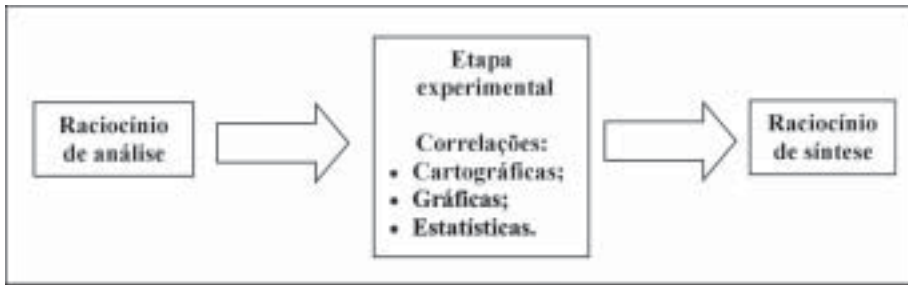 Raciocínio
de análise
Etapa
experimental
Correlações:
• Cartográficas;
• Gráficas;
• Estatísticas.
Raciocínio
de síntese